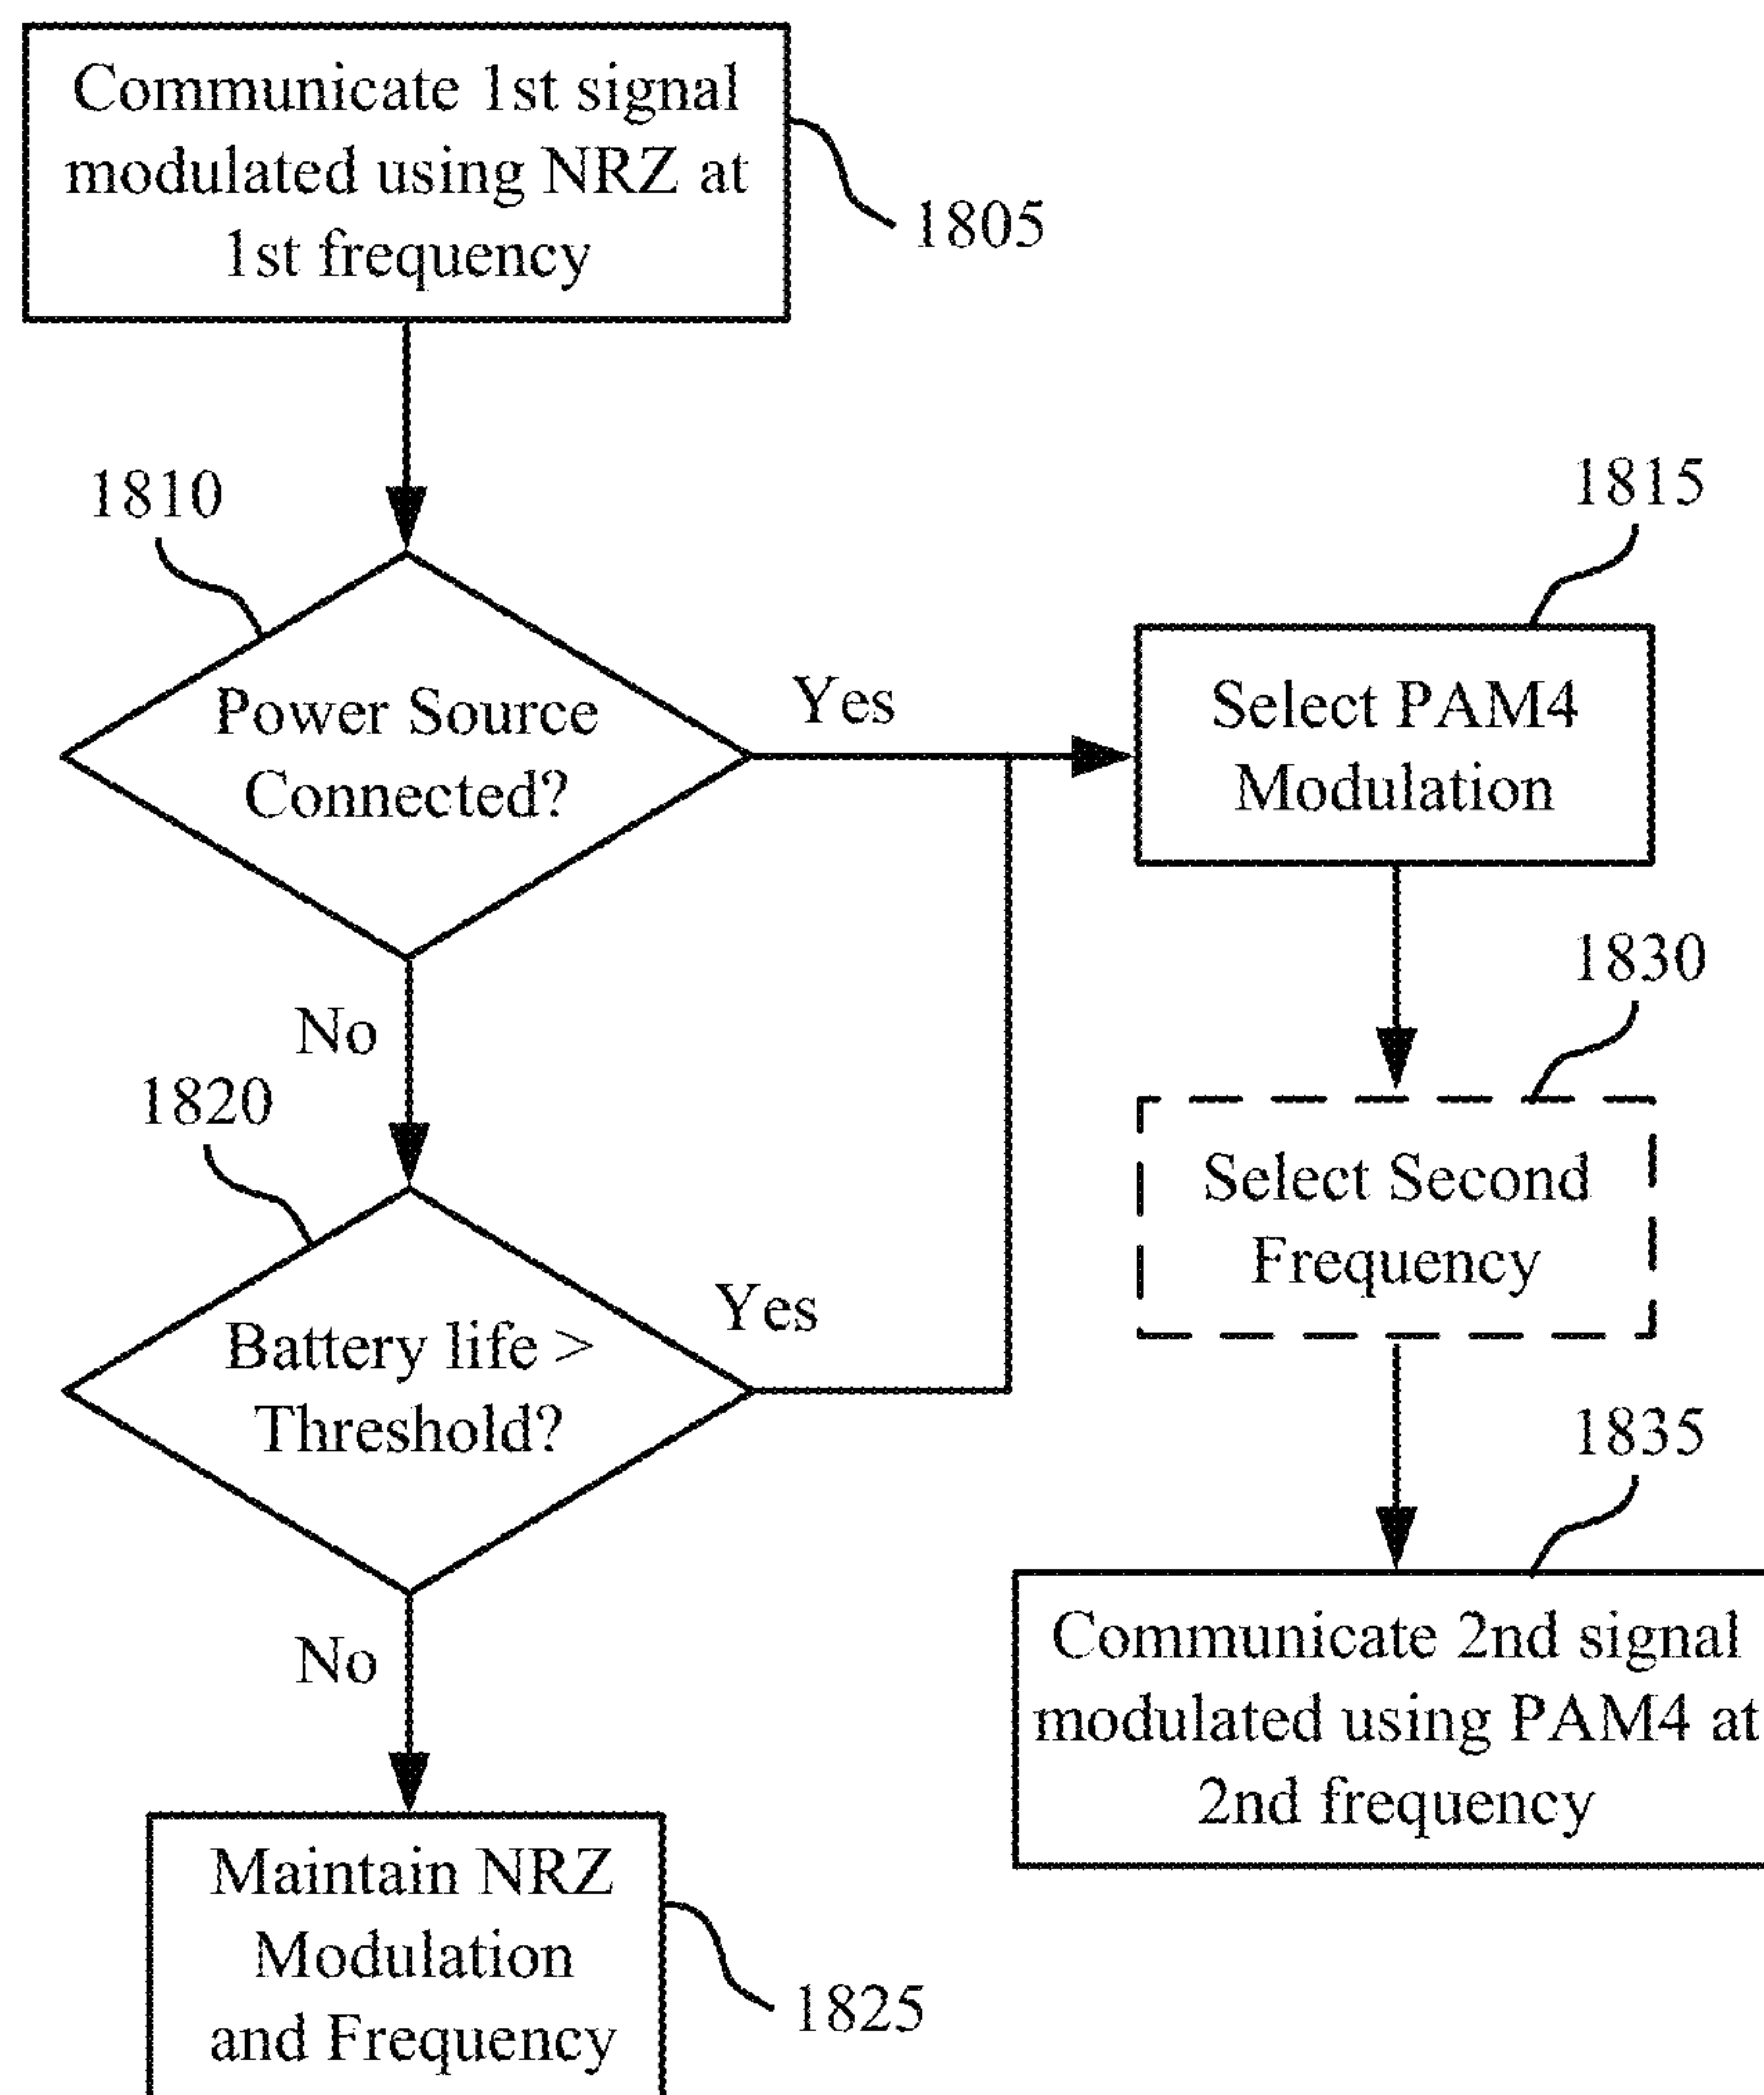 Communicate 1st signal
modulated using NRZ at
1st frequency
1805
1810
Power Source
Connected?
Yes
No
1815
Select PAM4
Modulation
1820
Battery life >
Threshold?
Yes
No
1830
Select Second
Frequency
1835
Communicate 2nd signal
modulated using PAM4 at
2nd frequency
Maintain NRZ
Modulation
and Frequency
1825